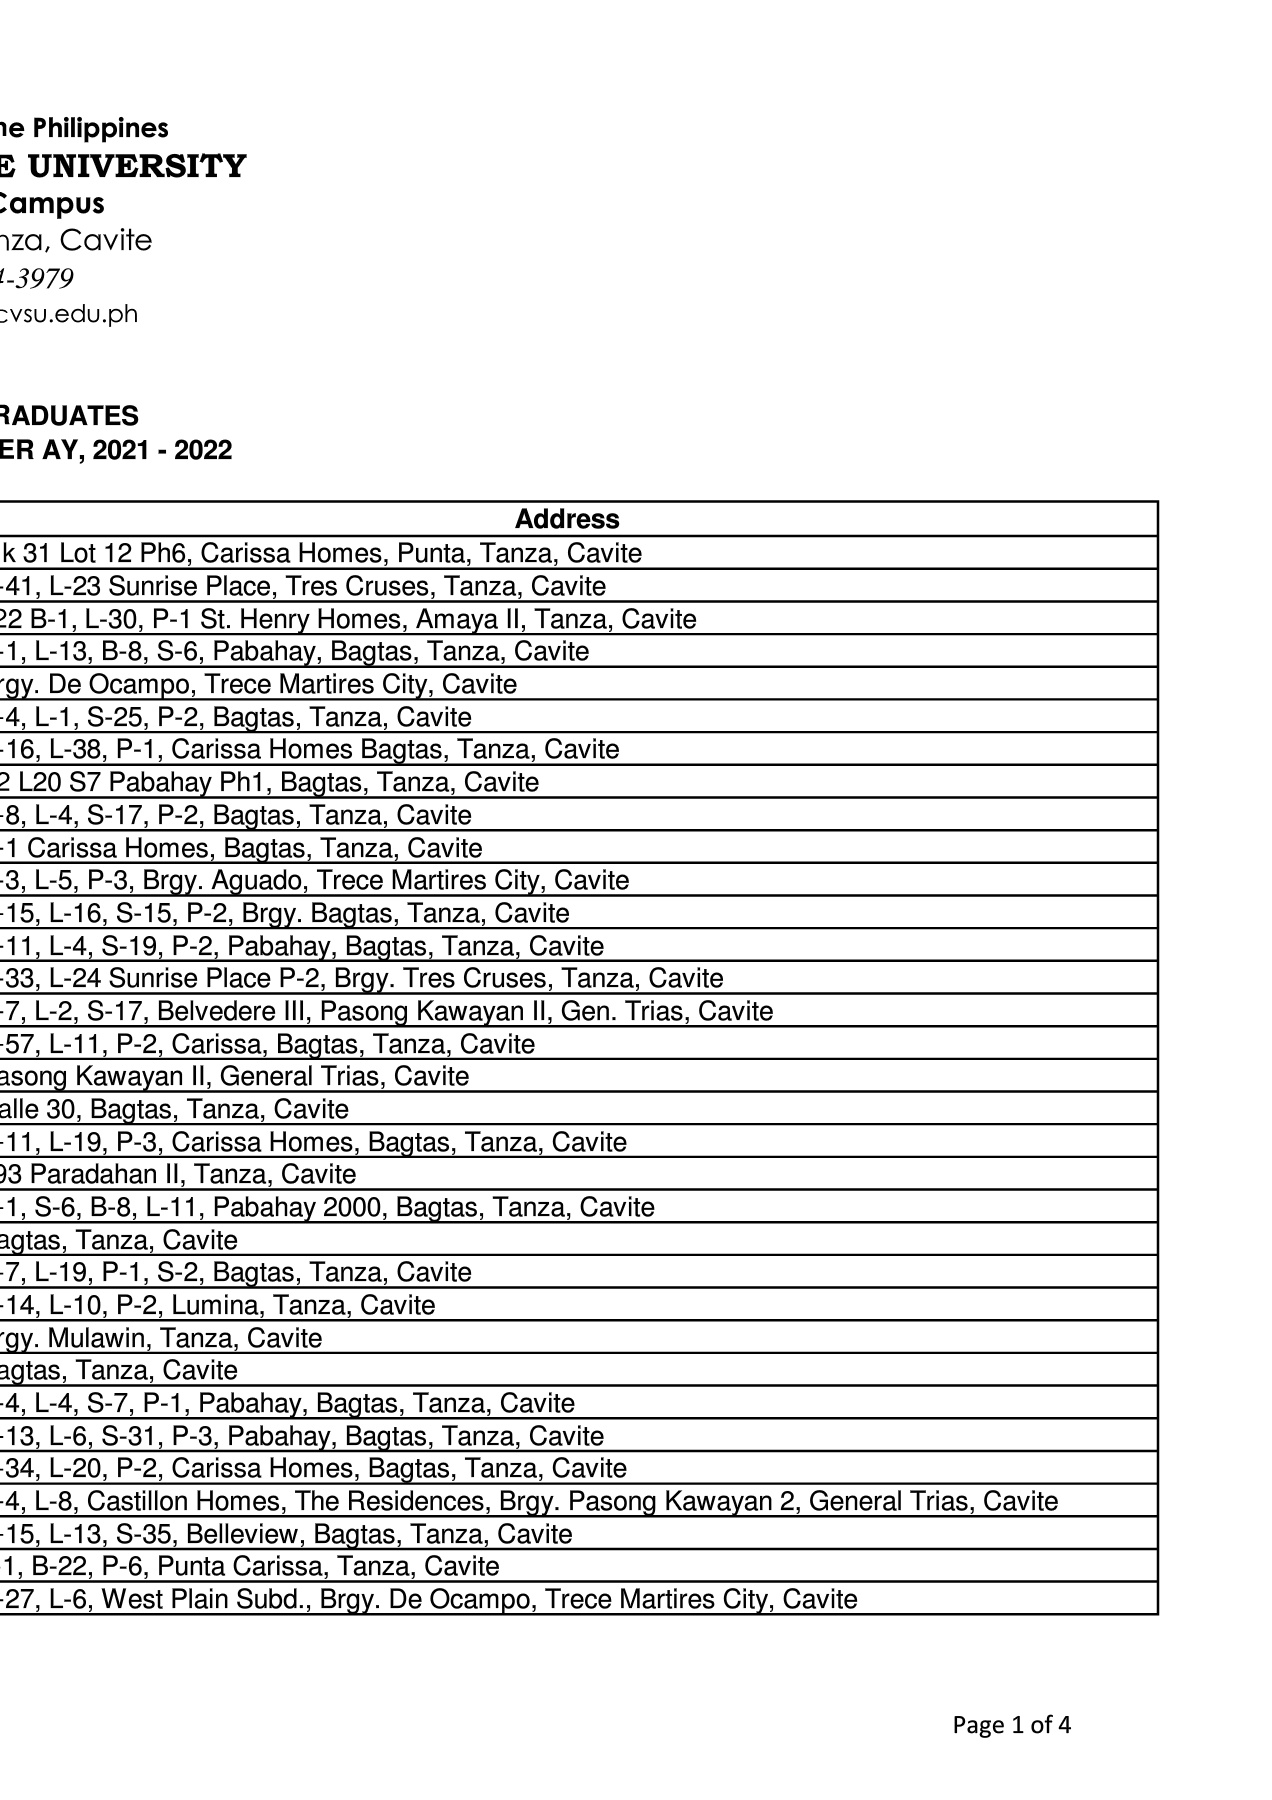 ne Philippines
E UNIVERSITY
Campus
nza, Cavite
4-3979
cvsu.edu.ph
RADUATES
ER AY, 2021 - 2022
Address
k 31 Lot 12 Ph6, Carissa Homes, Punta, Tanza, Cavite
-41, L-23 Sunrise Place, Tres Cruses, Tanza, Cavite
22 B-1, L-30, P-1 St. Henry Homes, Amaya II, Tanza, Cavite
-1, L-13, B-8, S-6, Pabahay, Bagtas, Tanza, Cavite
rgy. De Ocampo, Trece Martires City, Cavite
-4, L-1, S-25, P-2, Bagtas, Tanza, Cavite
-16, L-38, P-1, Carissa Homes Bagtas, Tanza, Cavite
2 L20 S7 Pabahay Ph1, Bagtas, Tanza, Cavite
-8, L-4, S-17, P-2, Bagtas, Tanza, Cavite
-1 Carissa Homes, Bagtas, Tanza, Cavite
-3, L-5, P-3, Brgy. Aguado, Trece Martires City, Cavite
-15, L-16, S-15, P-2, Brgy. Bagtas, Tanza, Cavite
-11, L-4, S-19, P-2, Pabahay, Bagtas, Tanza, Cavite
-33, L-24 Sunrise Place P-2, Brgy. Tres Cruses, Tanza, Cavite
-7, L-2, S-17, Belvedere III, Pasong Kawayan II, Gen. Trias, Cavite
-57, L-11, P-2, Carissa, Bagtas, Tanza, Cavite
asong Kawayan II, General Trias, Cavite
alle 30, Bagtas, Tanza, Cavite
-11, L-19, P-3, Carissa Homes, Bagtas, Tanza, Cavite
93 Paradahan II, Tanza, Cavite
-1, S-6, B-8, L-11, Pabahay 2000, Bagtas, Tanza, Cavite
agtas, Tanza, Cavite
-7, L-19, P-1, S-2, Bagtas, Tanza, Cavite
-14, L-10, P-2, Lumina, Tanza, Cavite
rgy. Mulawin, Tanza, Cavite
agtas, Tanza, Cavite
-4, L-4, S-7, P-1, Pabahay, Bagtas, Tanza, Cavite
-13, L-6, S-31, P-3, Pabahay, Bagtas, Tanza, Cavite
-34, L-20, P-2, Carissa Homes, Bagtas, Tanza, Cavite
-4, L-8, Castillon Homes, The Residences, Brgy. Pasong Kawayan 2, General Trias, Cavite
-15, L-13, S-35, Belleview, Bagtas, Tanza, Cavite
-1, B-22, P-6, Punta Carissa, Tanza, Cavite
-27, L-6, West Plain Subd., Brgy. De Ocampo, Trece Martires City, Cavite
Page 1 of 4